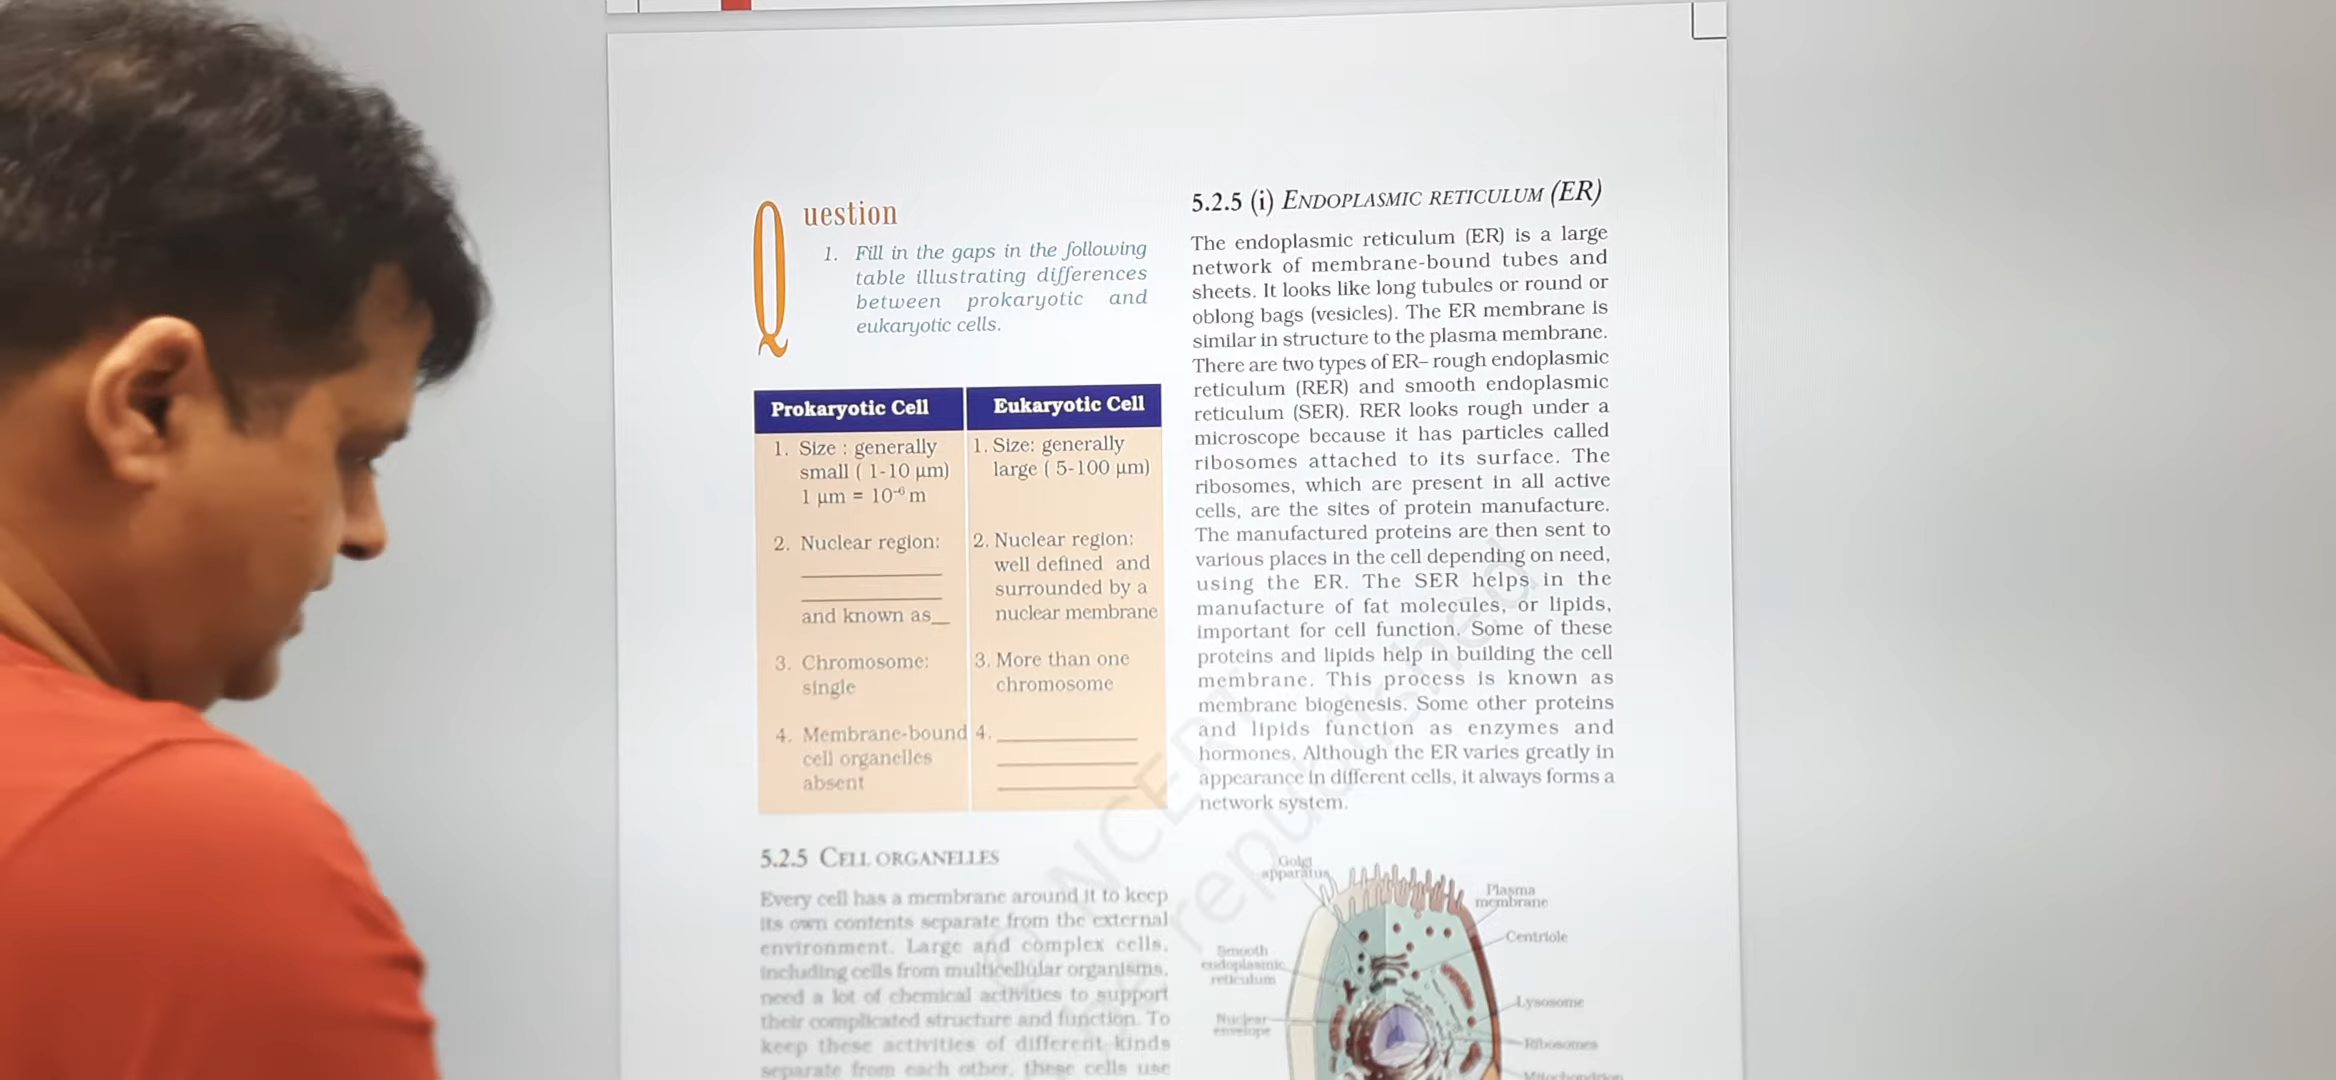 Question
1. Fill in the gaps in the following
table illustrating differences
between prokaryotic and
eukaryotic cells.
Prokaryotic Cell
Eukaryotic Cell
1. Size : generally
small ( 1-10 µm)
1 µm = 10⁻⁶ m
1. Size: generally
large ( 5-100 µm)
2. Nuclear region:
and known as__
2. Nuclear region:
well defined and
surrounded by a
nuclear membrane
3. Chromosome:
single
3. More than one
chromosome
4. Membrane-bound
cell organelles
absent
4.
5.2.5 CELL ORGANELLES
Every cell has a membrane around it to keep
its own contents separate from the external
environment. Large and complex cells,
including cells from multicellular organisms,
need a lot of chemical activities to support
their complicated structure and function. To
keep these activities of different kinds
separate from each other, these cells use
5.2.5 (i) ENDOPLASMIC RETICULUM (ER)
The endoplasmic reticulum (ER) is a large
network of membrane-bound tubes and
sheets. It looks like long tubules or round or
oblong bags (vesicles). The ER membrane is
similar in structure to the plasma membrane.
There are two types of ER– rough endoplasmic
reticulum (RER) and smooth endoplasmic
reticulum (SER). RER looks rough under a
microscope because it has particles called
ribosomes attached to its surface. The
ribosomes, which are present in all active
cells, are the sites of protein manufacture.
The manufactured proteins are then sent to
various places in the cell depending on need,
using the ER. The SER helps in the
manufacture of fat molecules, or lipids,
important for cell function. Some of these
proteins and lipids help in building the cell
membrane. This process is known as
membrane biogenesis. Some other proteins
and lipids function as enzymes and
hormones. Although the ER varies greatly in
appearance in different cells, it always forms a
network system.
Golgi
apparatus
Plasma
membrane
Centriole
Smooth
endoplasmic
reticulum
Lysosome
Nuclear
envelope
Ribosomes
Mitochondrion
© NCERT
republished